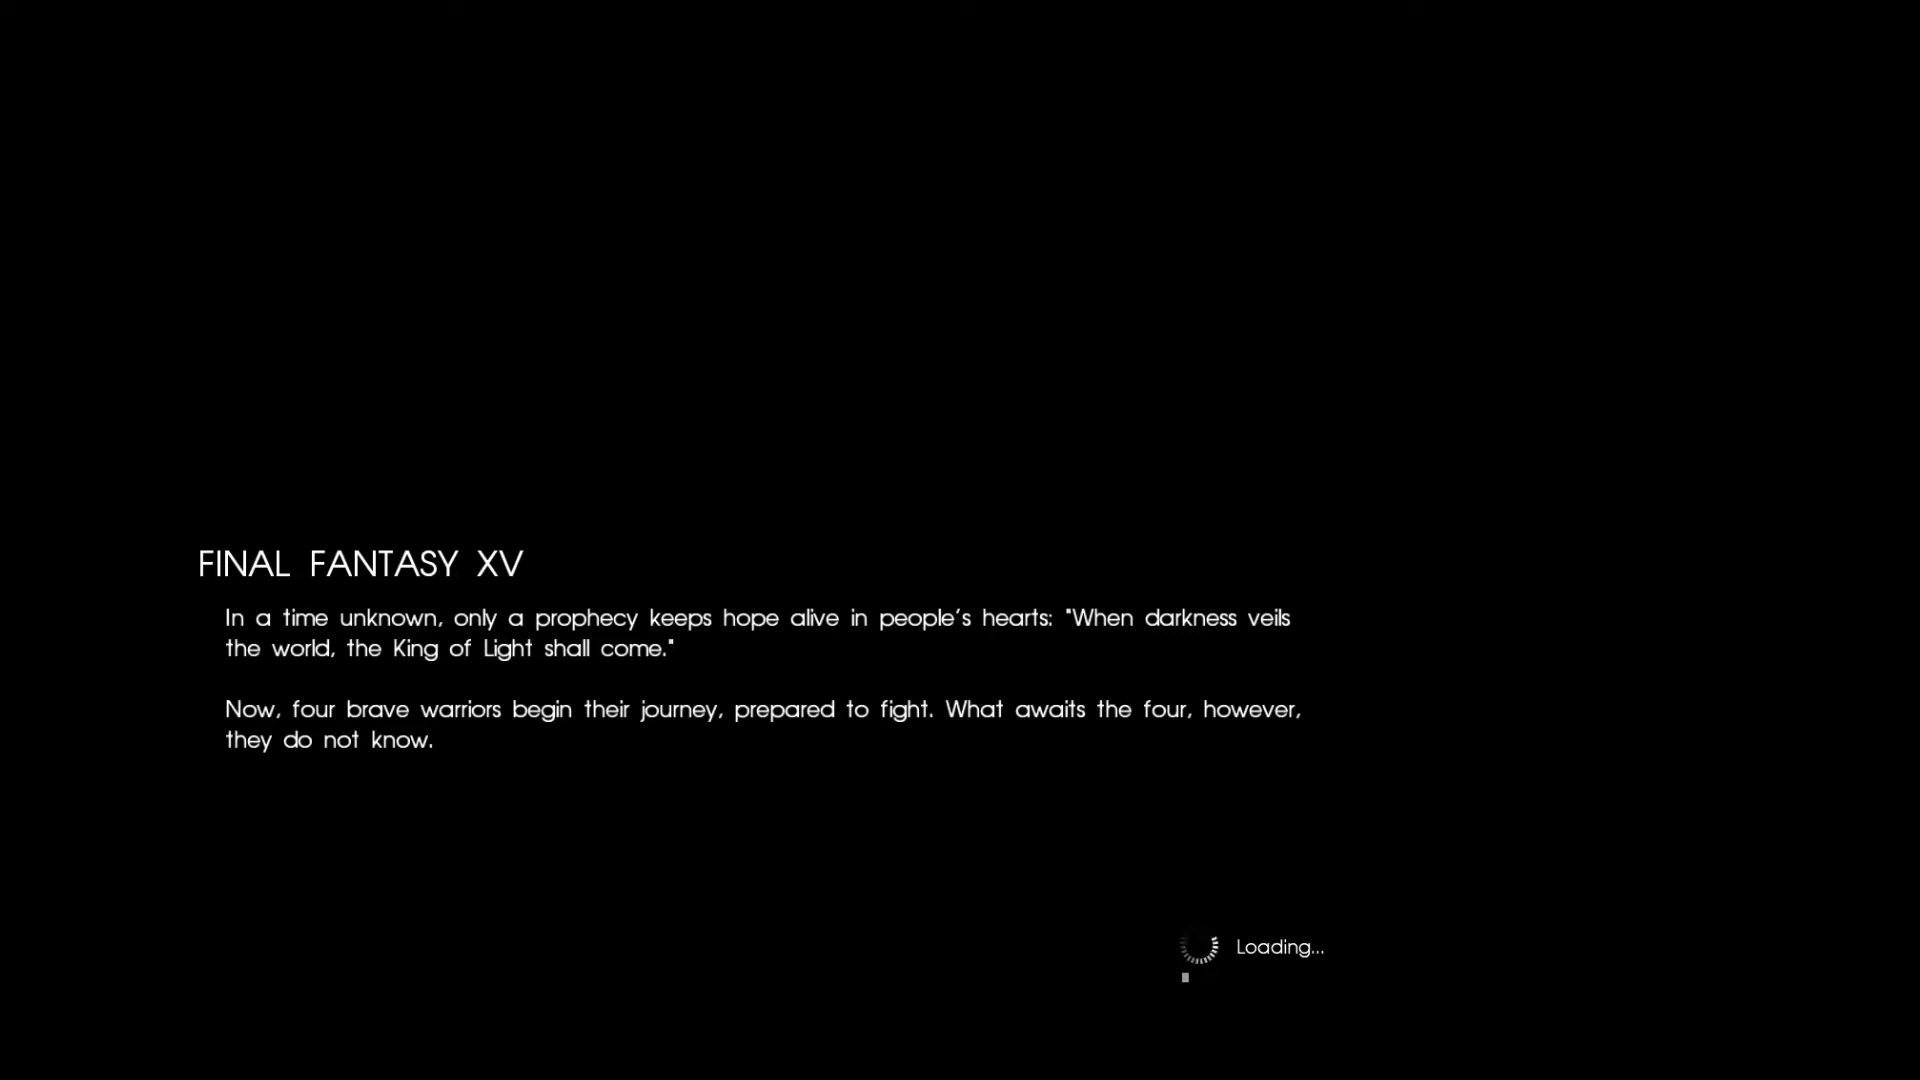 FINAL FANTASY XV
In a time unknown, only a prophecy keeps hope alive in people's hearts: "When darkness veils
the world, the King of Light shall come."
Now, four brave warriors begin their journey, prepared to fight. What awaits the four, however,
they do not know.
Loading...